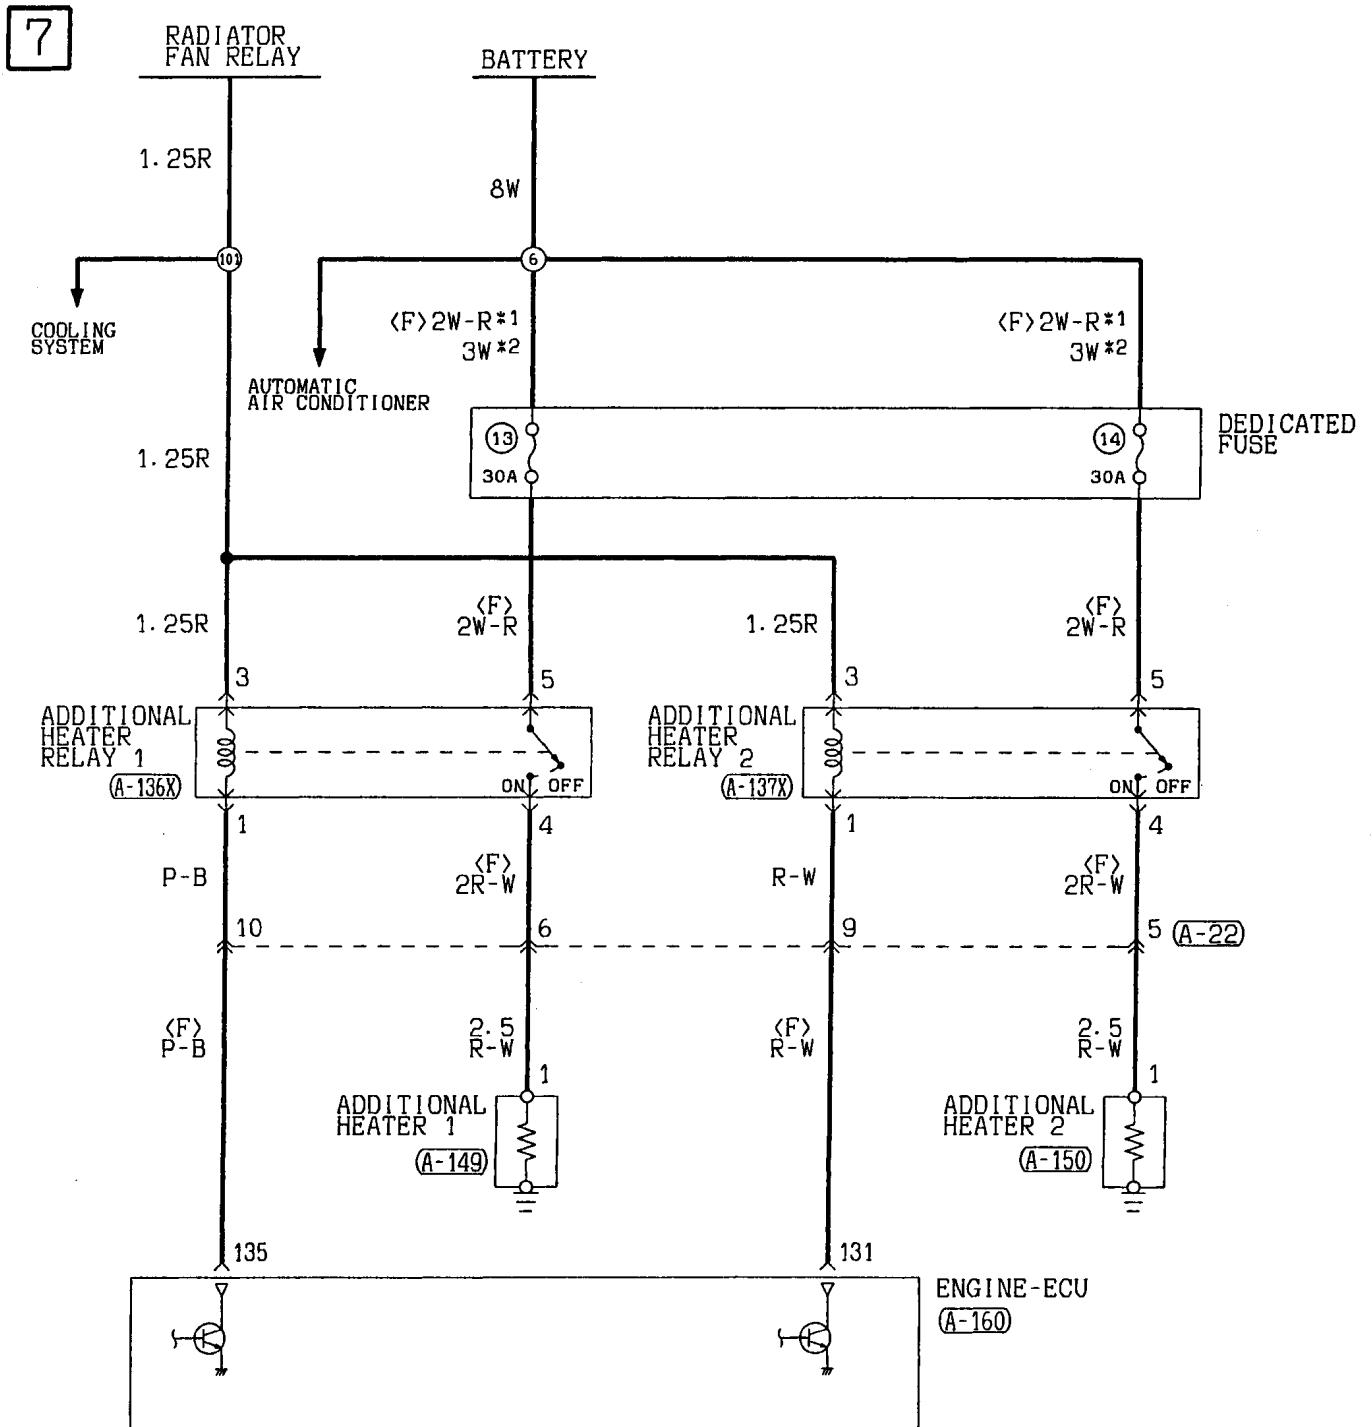 7
RADIATOR
FAN RELAY
BATTERY
1.25R
8W
101
6
COOLING
SYSTEM
<F>2W-R*1
3W*2
<F>2W-R*1
3W*2
AUTOMATIC
AIR CONDITIONER
1.25R
13
30A
14
30A
DEDICATED
FUSE
1.25R
<F>
2W-R
1.25R
<F>
2W-R
3
5
3
5
ADDITIONAL
HEATER
RELAY 1
A-136X
ON OFF
ADDITIONAL
HEATER
RELAY 2
A-137X
ON OFF
1
4
1
4
P-B
<F>
2R-W
R-W
<F>
2R-W
10
6
9
5
A-22
<F>
P-B
2.5
R-W
<F>
R-W
2.5
R-W
1
1
ADDITIONAL
HEATER 1
A-149
ADDITIONAL
HEATER 2
A-150
135
131
ENGINE-ECU
A-160